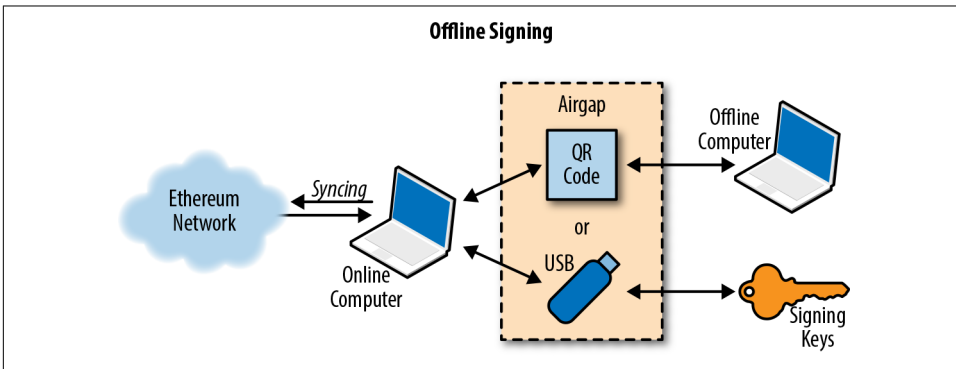 Offline Signing
Airgap
Offline
Computer
QR
Code
Syncing
Ethereum
Network
or
USB
Online
Computer
Signing
Keys